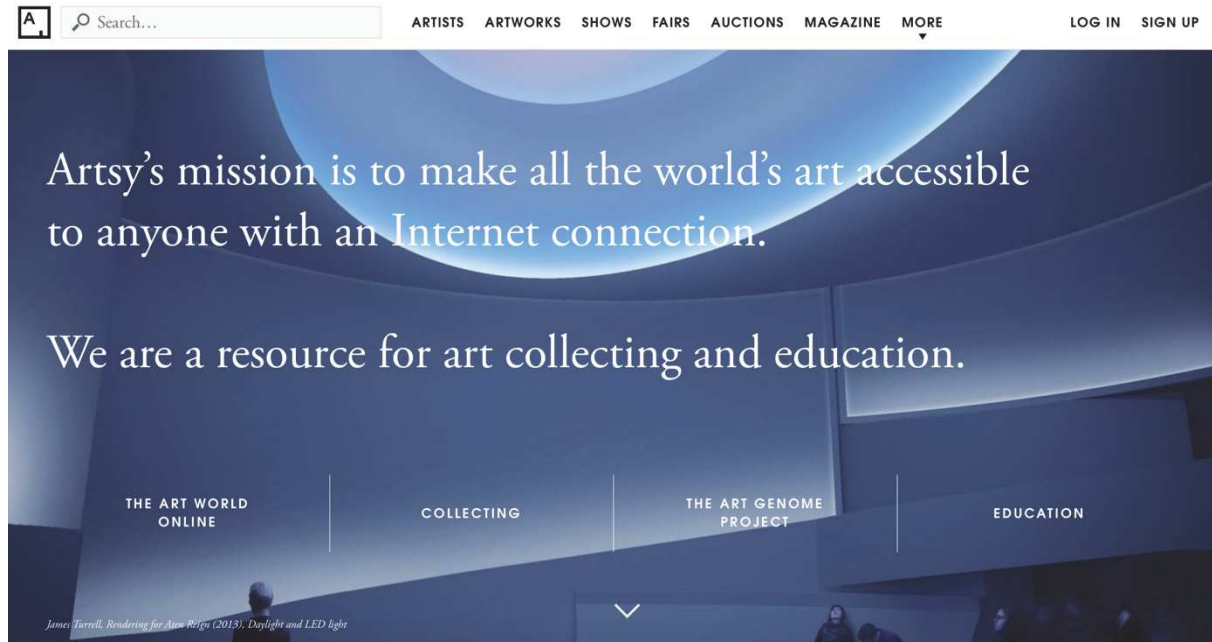 A
Search…
ARTISTS ARTWORKS SHOWS FAIRS AUCTIONS MAGAZINE MORE
LOG IN SIGN UP
Artsy’s mission is to make all the world’s art accessible
to anyone with an Internet connection.
We are a resource for art collecting and education.
THE ART WORLD
ONLINE
COLLECTING
THE ART GENOME
PROJECT
EDUCATION
James Turrell, Rendering for Aten Reign (2013). Daylight and LED light